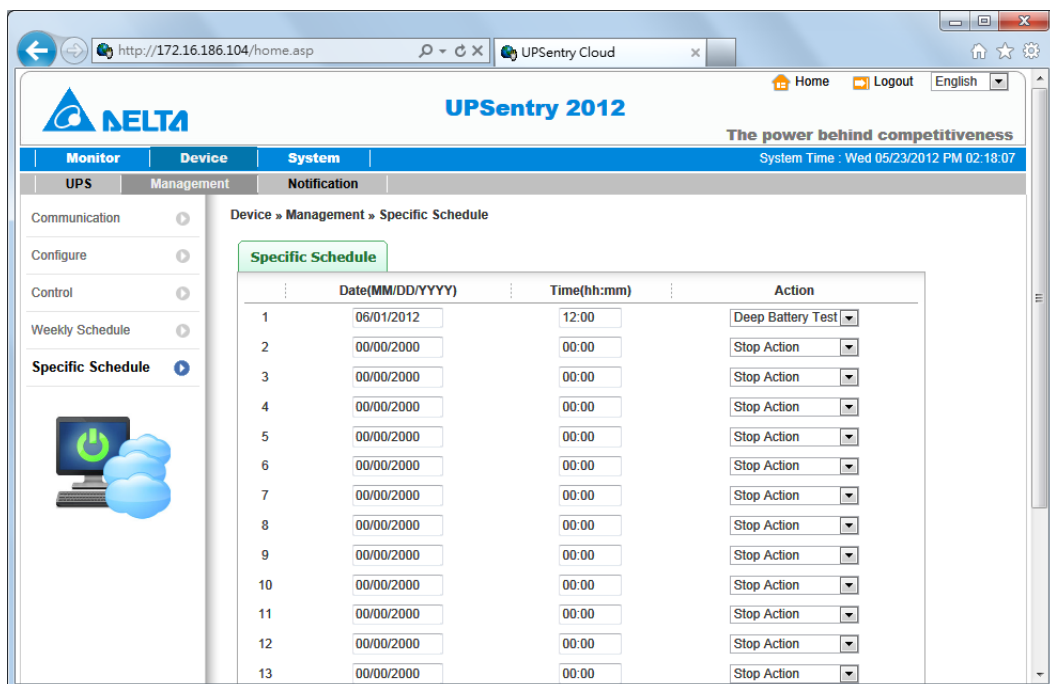 http://172.16.186.104/home.asp UPSentry Cloud
Home Logout English
DELTA
UPSentry 2012
The power behind competitiveness
Monitor Device System System Time : Wed 05/23/2012 PM 02:18:07
UPS Management Notification
Communication
Configure
Control
Weekly Schedule
Specific Schedule
Device » Management » Specific Schedule
Specific Schedule
Date(MM/DD/YYYY) Time(hh:mm) Action
1 06/01/2012 12:00 Deep Battery Test
2 00/00/2000 00:00 Stop Action
3 00/00/2000 00:00 Stop Action
4 00/00/2000 00:00 Stop Action
5 00/00/2000 00:00 Stop Action
6 00/00/2000 00:00 Stop Action
7 00/00/2000 00:00 Stop Action
8 00/00/2000 00:00 Stop Action
9 00/00/2000 00:00 Stop Action
10 00/00/2000 00:00 Stop Action
11 00/00/2000 00:00 Stop Action
12 00/00/2000 00:00 Stop Action
13 00/00/2000 00:00 Stop Action